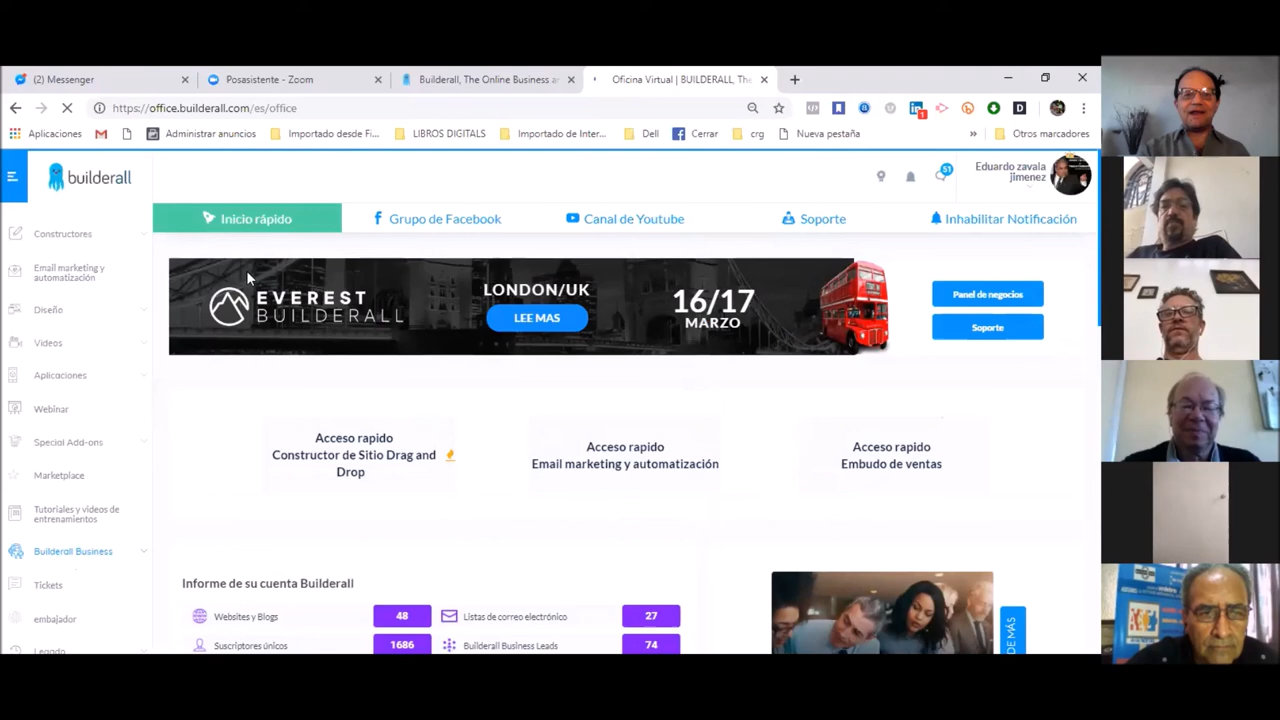 (2) Messenger
Posasistente - Zoom
Builderall, The Online Business an
Oficina Virtual | BUILDERALL, The
https://office.builderall.com/es/office
Aplicaciones
Administrar anuncios
Importado desde Fi...
LIBROS DIGITALS
Importado de Inter...
Dell
Cerrar
crg
Nueva pestaña
»
Otros marcadores
builderall
51
Eduardo zavala
jimenez
Inicio rápido
Grupo de Facebook
Canal de Youtube
Soporte
Inhabilitar Notificación
Constructores
Email marketing y
automatización
Diseño
Videos
Aplicaciones
Webinar
Special Add-ons
Marketplace
Tutoriales y videos de
entrenamientos
Builderall Business
Tickets
embajador
Legado
EVEREST
BUILDERALL
LONDON/UK
LEE MAS
16/17
MARZO
Panel de negocios
Soporte
Acceso rapido
Constructor de Sitio Drag and
Drop
Acceso rapido
Email marketing y automatización
Acceso rapido
Embudo de ventas
Informe de su cuenta Builderall
Websites y Blogs
48
Listas de correo electrónico
27
Suscriptores únicos
1686
Builderall Business Leads
74
DE MÁS